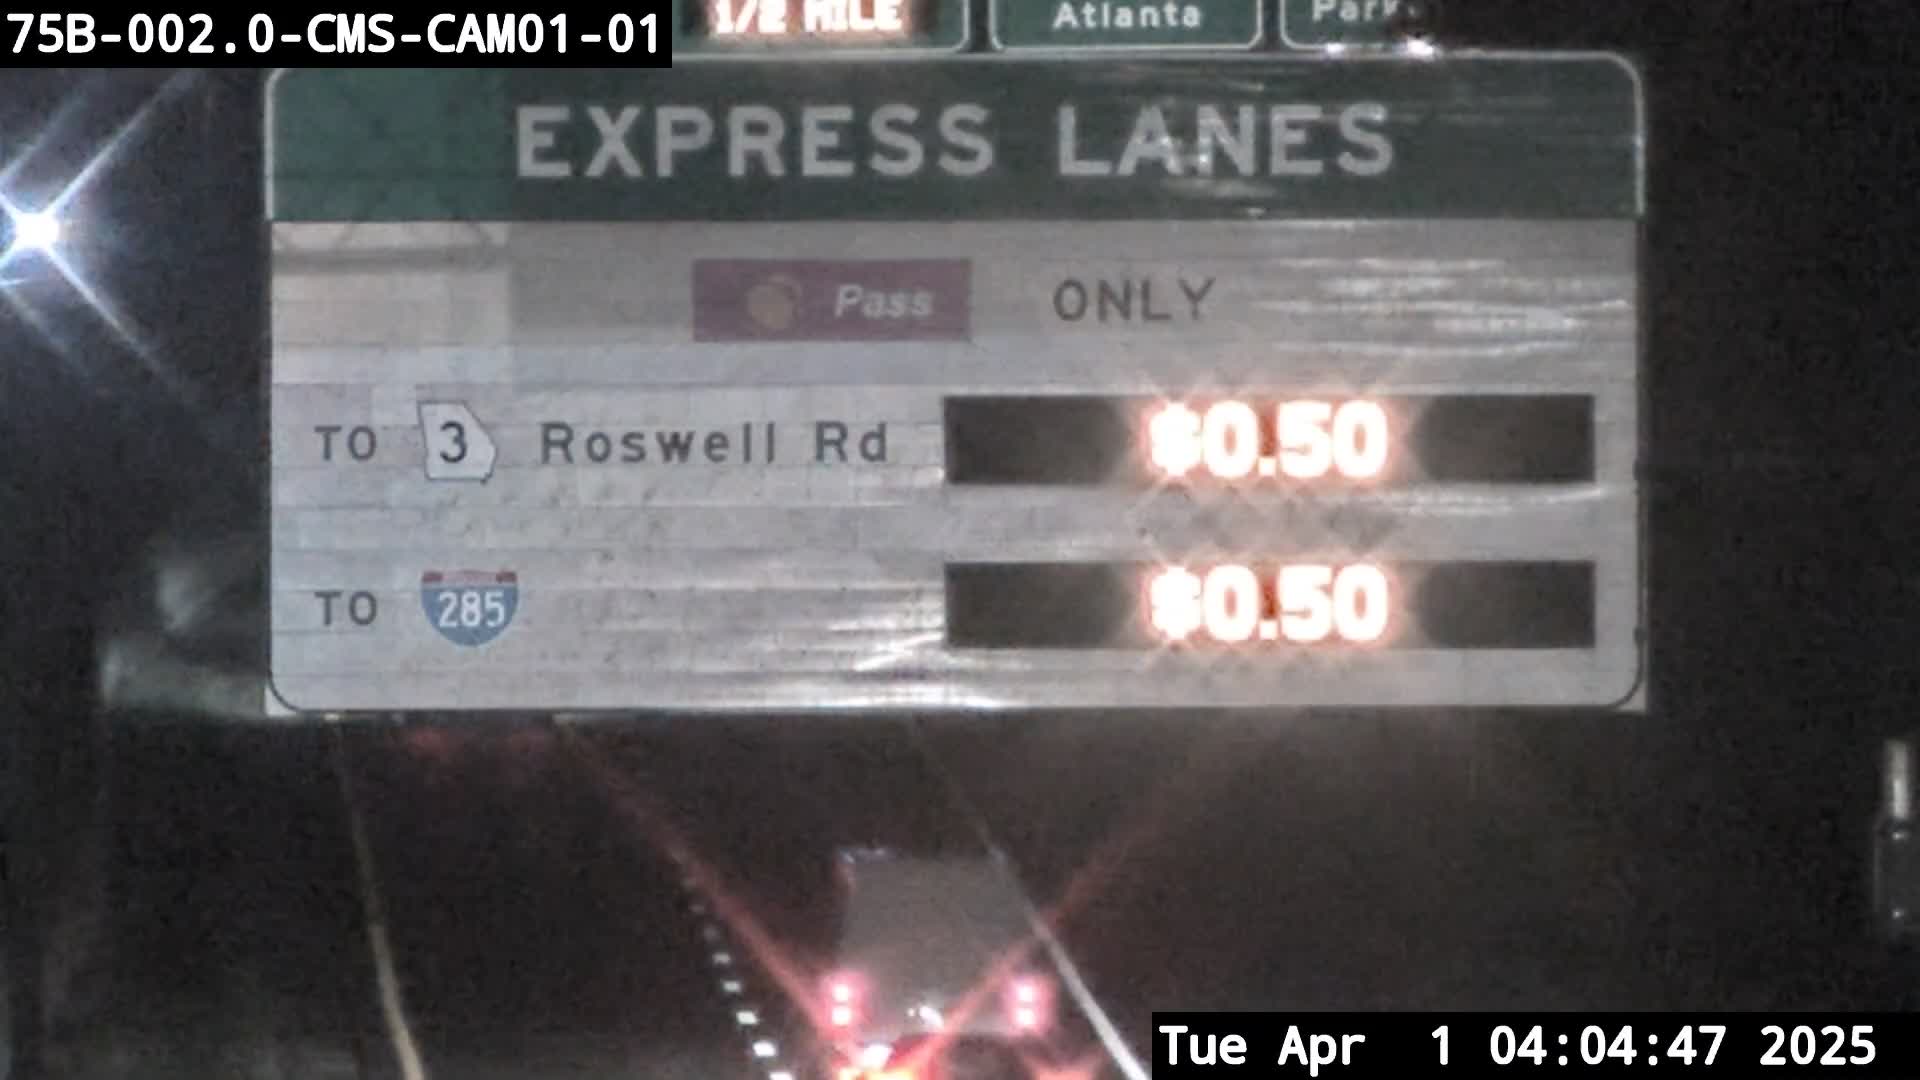 75B-002.0-CMS-CAM01-01
1/2 MILE
Atlanta
Park
EXPRESS LANES
Pass ONLY
TO 3 Roswell Rd $0.50
TO 285 $0.50
Tue Apr 1 04:04:47 2025